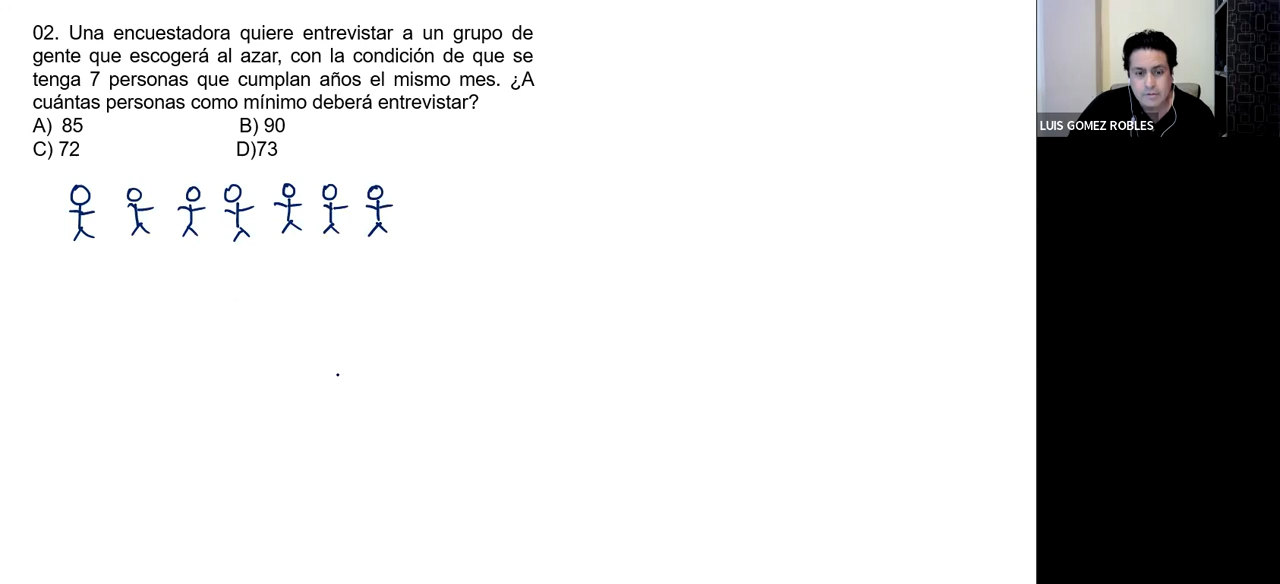 02. Una encuestadora quiere entrevistar a un grupo de
gente que escogerá al azar, con la condición de que se
tenga 7 personas que cumplan años el mismo mes. ¿A
cuántas personas como mínimo deberá entrevistar?
A) 85 B) 90
C) 72 D)73
LUIS GOMEZ ROBLES